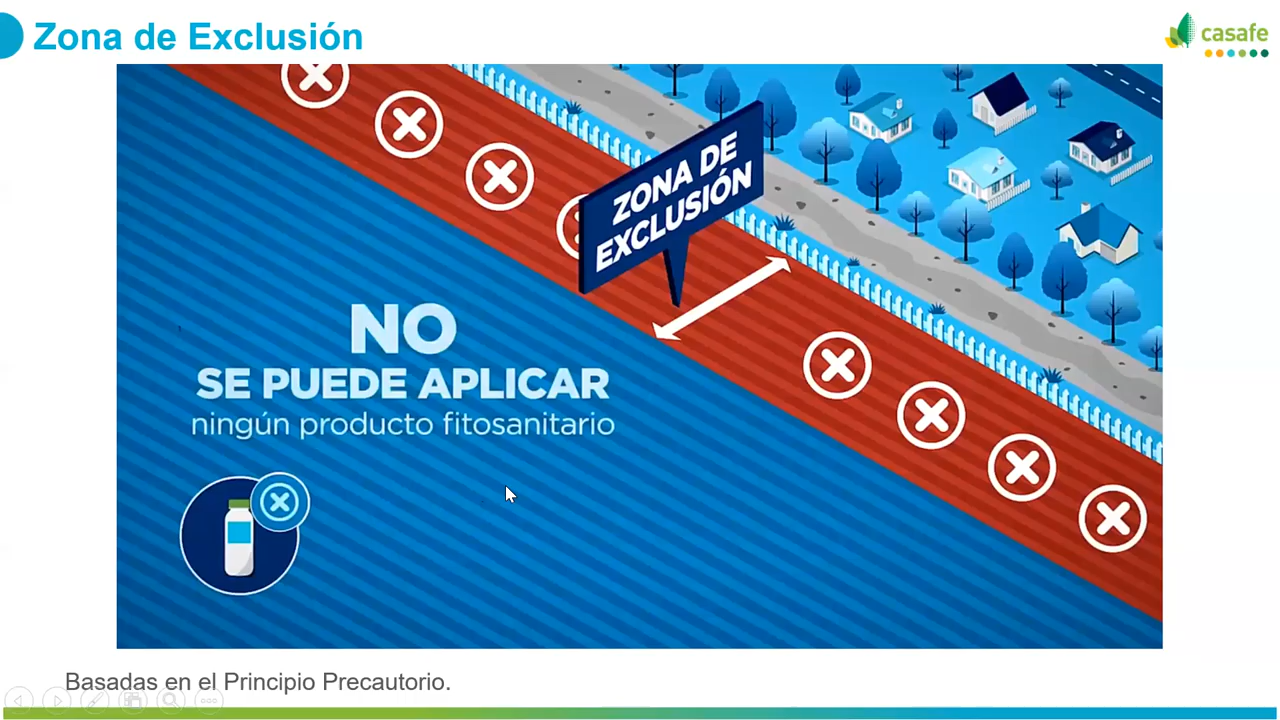 Zona de Exclusión
casafe
ZONA DE
EXCLUSIÓN
NO
SE PUEDE APLICAR
ningún producto fitosanitario
Basadas en el Principio Precautorio.